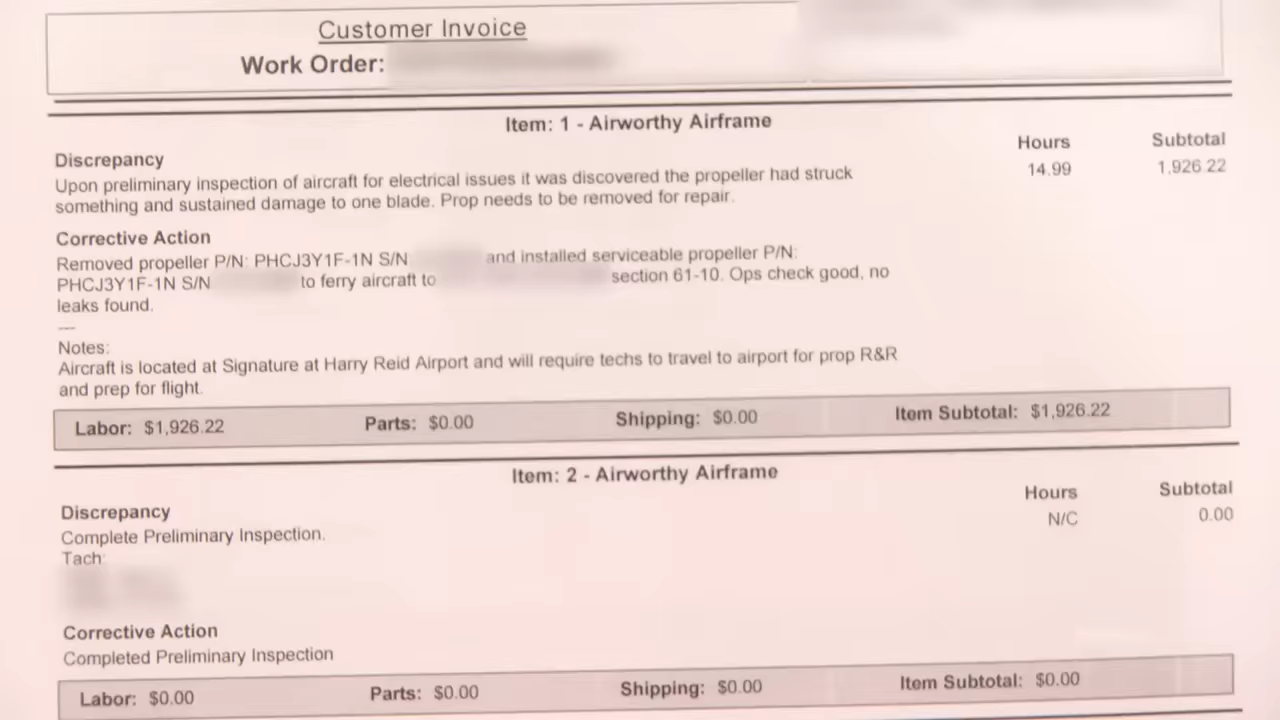 Customer Invoice
Work Order:
Item: 1 - Airworthy Airframe
Hours Subtotal
Discrepancy
14.99 1,926.22
Upon preliminary inspection of aircraft for electrical issues it was discovered the propeller had struck
something and sustained damage to one blade. Prop needs to be removed for repair.
Corrective Action
Removed propeller P/N: PHCJ3Y1F-1N S/N and installed serviceable propeller P/N:
PHCJ3Y1F-1N S/N to ferry aircraft to section 61-10. Ops check good, no
leaks found.
---
Notes:
Aircraft is located at Signature at Harry Reid Airport and will require techs to travel to airport for prop R&R
and prep for flight.
Labor: $1,926.22 Parts: $0.00 Shipping: $0.00 Item Subtotal: $1,926.22
Item: 2 - Airworthy Airframe
Hours Subtotal
Discrepancy
N/C 0.00
Complete Preliminary Inspection.
Tach:
Corrective Action
Completed Preliminary Inspection
Labor: $0.00 Parts: $0.00 Shipping: $0.00 Item Subtotal: $0.00